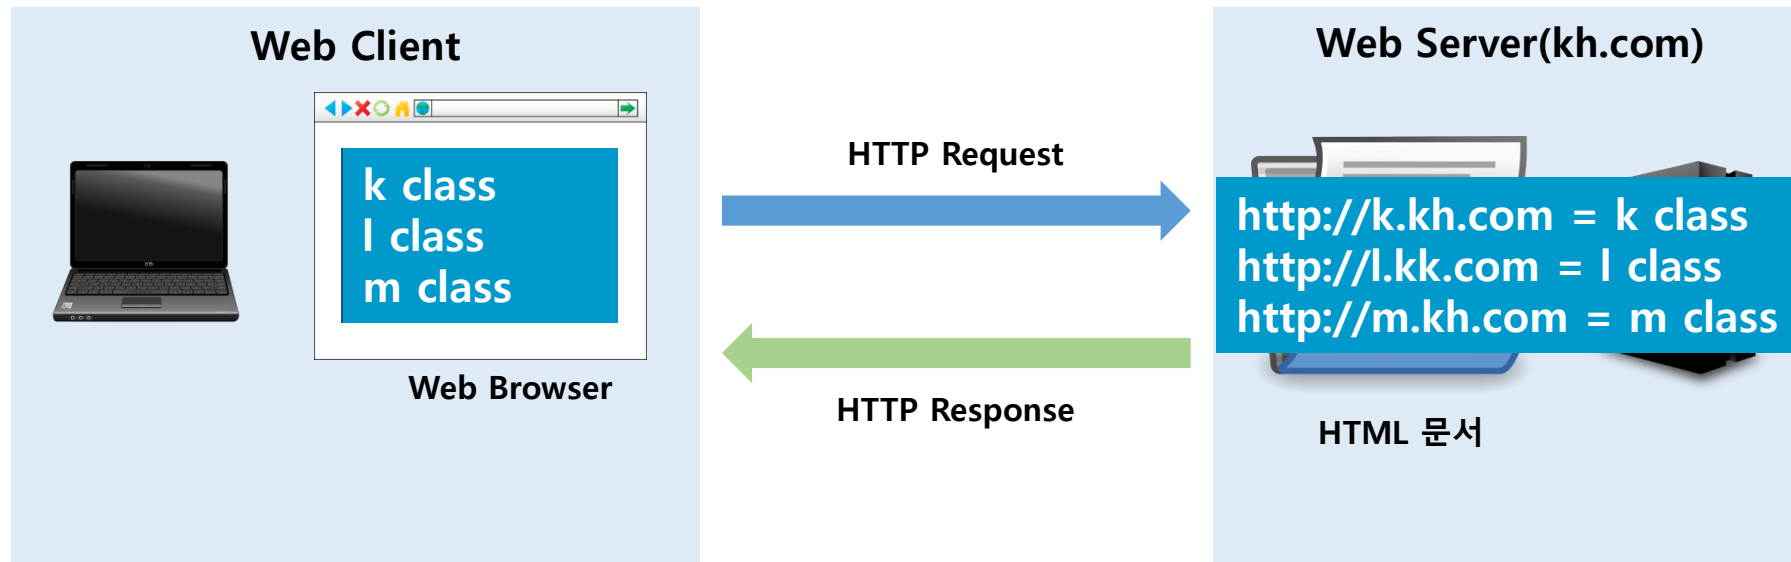 Web Client
k class
l class
m class
Web Browser
HTTP Request
HTTP Response
Web Server(kh.com)
http://k.kh.com = k class
http://l.kk.com = l class
http://m.kh.com = m class
HTML 문서